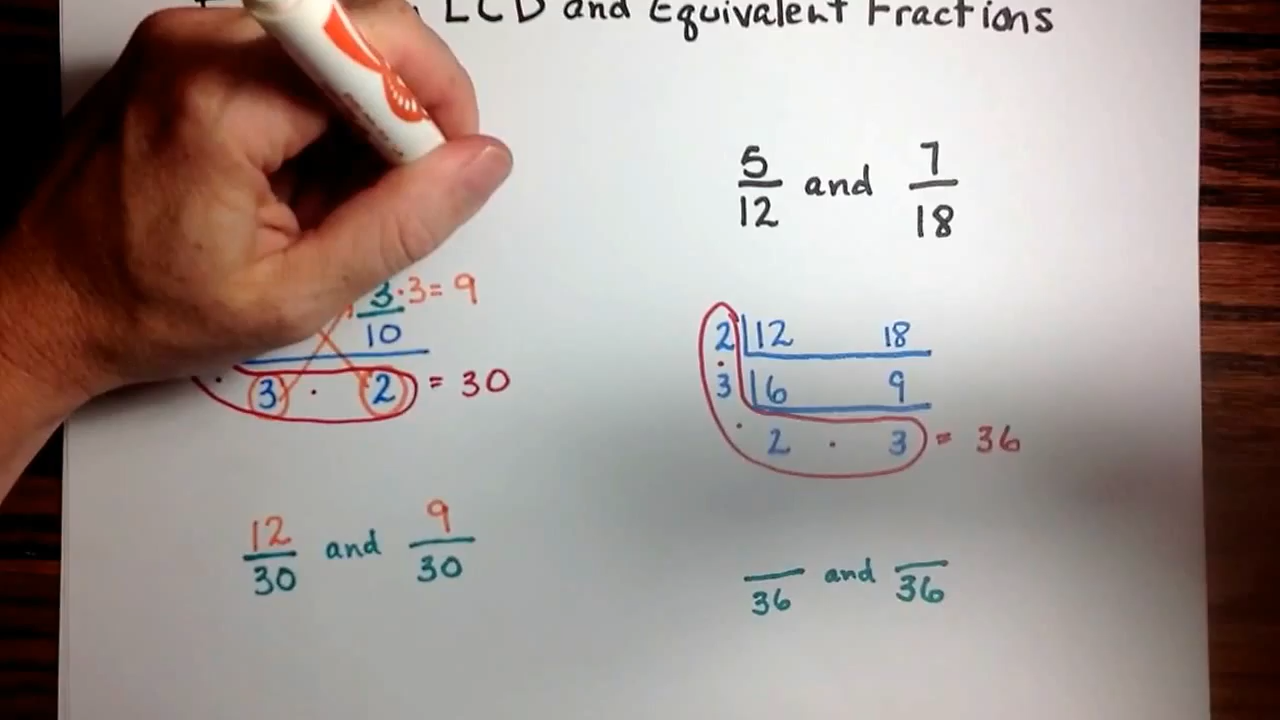 LCD and Equivalent Fractions
5/12 and 7/18
3·3=9
10
3 · 2 = 30
2 12 18
3 6 9
2 · 3 = 36
12/30 and 9/30
/36 and /36